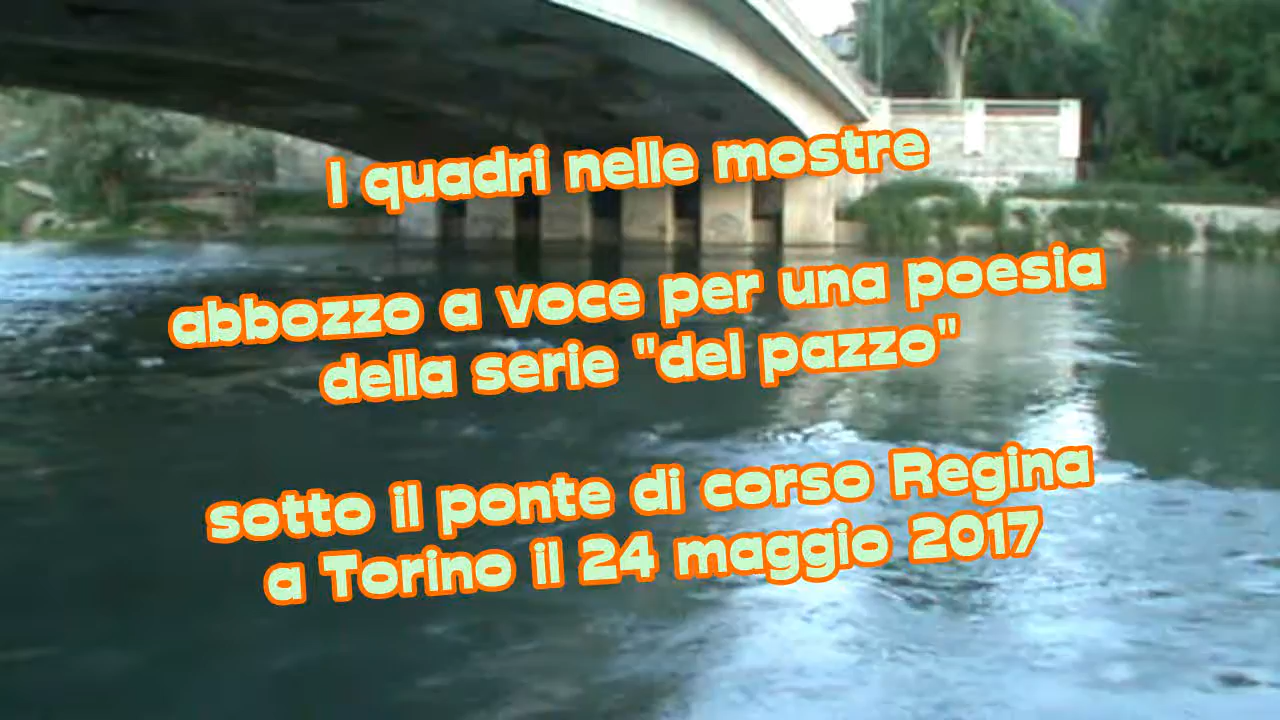 I quadri nelle mostre
abbozzo a voce per una poesia
della serie "del pazzo"
sotto il ponte di corso Regina
a Torino il 24 maggio 2017